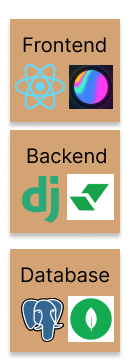 Frontend
Backend
dj
Database